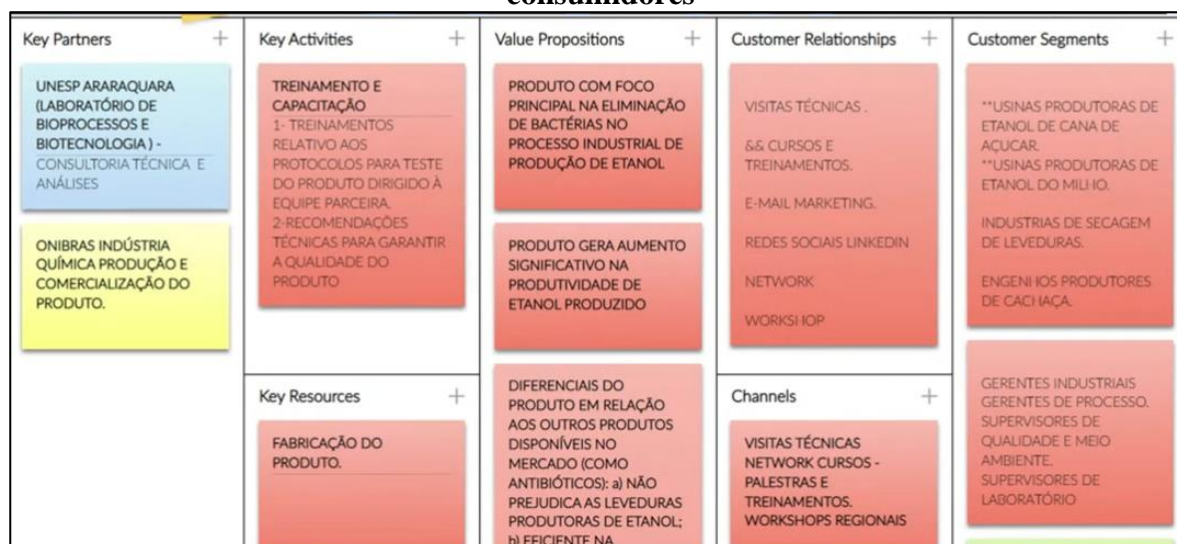 consumidores
Key Partners +
UNESP ARARAQUARA
(LABORATÓRIO DE
BIOPROCESSOS E
BIOTECNOLOGIA ) -
CONSULTORIA TÉCNICA E
ANÁLISES
ONIBRAS INDÚSTRIA
QUÍMICA PRODUÇÃO E
COMERCIALIZAÇÃO DO
PRODUTO.
Key Activities +
TREINAMENTO E
CAPACITAÇÃO
1- TREINAMENTOS
RELATIVO AOS
PROTOCOLOS PARA TESTE
DO PRODUTO DIRIGIDO À
EQUIPE PARCEIRA.
2-RECOMENDAÇÕES
TÉCNICAS PARA GARANTIR
A QUALIDADE DO
PRODUTO
Key Resources +
FABRICAÇÃO DO
PRODUTO.
Value Propositions +
PRODUTO COM FOCO
PRINCIPAL NA ELIMINAÇÃO
DE BACTÉRIAS NO
PROCESSO INDUSTRIAL DE
PRODUÇÃO DE ETANOL
PRODUTO GERA AUMENTO
SIGNIFICATIVO NA
PRODUTIVIDADE DE
ETANOL PRODUZIDO
DIFERENCIAIS DO
PRODUTO EM RELAÇÃO
AOS OUTROS PRODUTOS
DISPONÍVEIS NO
MERCADO (COMO
ANTIBIÓTICOS): a) NÃO
PREJUDICA AS LEVEDURAS
PRODUTORAS DE ETANOL;
b) EFICIENTE NA
Customer Relationships +
VISITAS TÉCNICAS .
&& CURSOS E
TREINAMENTOS.
E-MAIL MARKETING.
REDES SOCIAIS LINKEDIN
NETWORK
WORKSHOP
Channels +
VISITAS TÉCNICAS
NETWORK CURSOS -
PALESTRAS E
TREINAMENTOS.
WORKSHOPS REGIONAIS
Customer Segments +
**USINAS PRODUTORAS DE
ETANOL DE CANA DE
AÇUCAR.
**USINAS PRODUTORAS DE
ETANOL DO MILHO.
INDUSTRIAS DE SECAGEM
DE LEVEDURAS.
ENGENHOS PRODUTORES
DE CACHAÇA.
GERENTES INDUSTRIAIS
GERENTES DE PROCESSO.
SUPERVISORES DE
QUALIDADE E MEIO
AMBIENTE.
SUPERVISORES DE
LABORATÓRIO